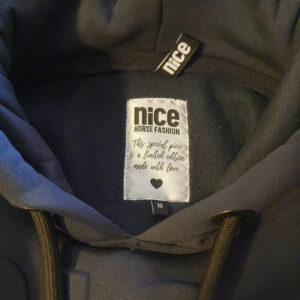 nice
nice
HORSE FASHION
This special piece
is a limited edition
made with love.
M